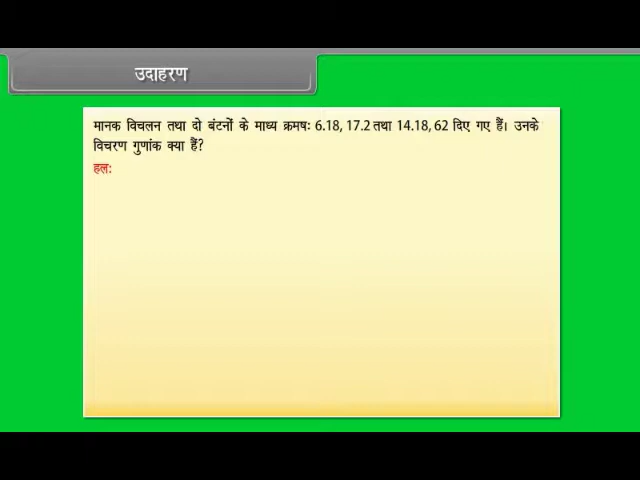 उदाहरण
मानक विचलन तथा दो बंटनों के माध्य क्रमषः 6.18, 17.2 तथा 14.18, 62 दिए गए हैं। उनके
विचरण गुणांक क्या हैं?
हलः